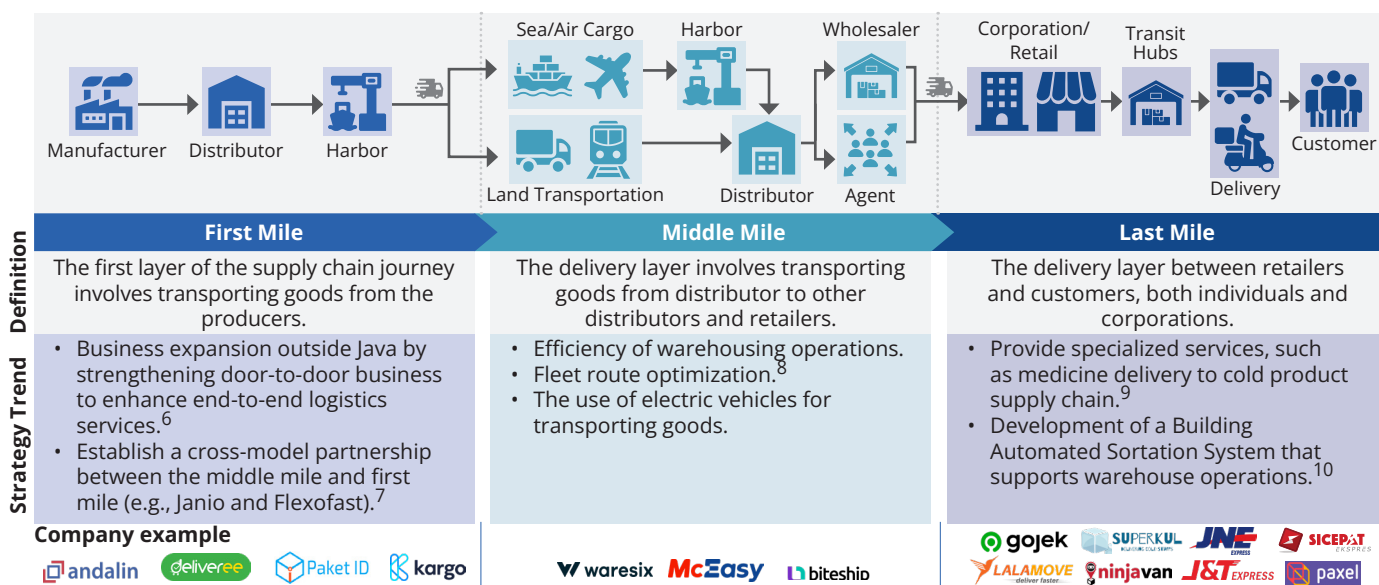 Sea/Air Cargo
Harbor
Wholesaler
Corporation/
Retail
Transit
Hubs
Manufacturer
Distributor
Harbor
Land Transportation
Distributor
Agent
Delivery
Customer
First Mile
Middle Mile
Last Mile
Definition
The first layer of the supply chain journey
involves transporting goods from the
producers.
The delivery layer involves transporting
goods from distributor to other
distributors and retailers.
The delivery layer between retailers
and customers, both individuals and
corporations.
Strategy Trend
• Business expansion outside Java by
strengthening door-to-door business
to enhance end-to-end logistics
services.6
• Establish a cross-model partnership
between the middle mile and first
mile (e.g., Janio and Flexofast).7
• Efficiency of warehousing operations.
• Fleet route optimization.8
• The use of electric vehicles for
transporting goods.
• Provide specialized services, such
as medicine delivery to cold product
supply chain.9
• Development of a Building
Automated Sortation System that
supports warehouse operations.10
Company example
andalin
deliveree
Paket ID
kargo
waresix
McEasy
biteship
gojek
SUPERKUL
JNE
EXPRESS
SICEPAT
EKSPRES
LALAMOVE
deliver faster
ninjavan
J&T EXPRESS
paxel